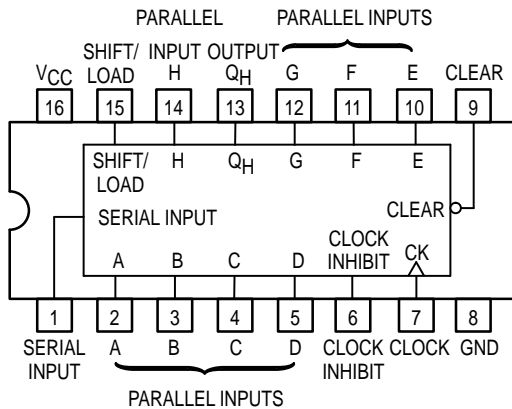 PARALLEL PARALLEL INPUTS
SHIFT/ INPUT OUTPUT
VCC LOAD H QH G F E CLEAR
16 15 14 13 12 11 10 9
SHIFT/ H QH G F E
LOAD
SERIAL INPUT CLEAR
CLOCK
A B C D INHIBIT CK
1 2 3 4 5 6 7 8
SERIAL A B C D CLOCK CLOCK GND
INPUT INHIBIT
PARALLEL INPUTS